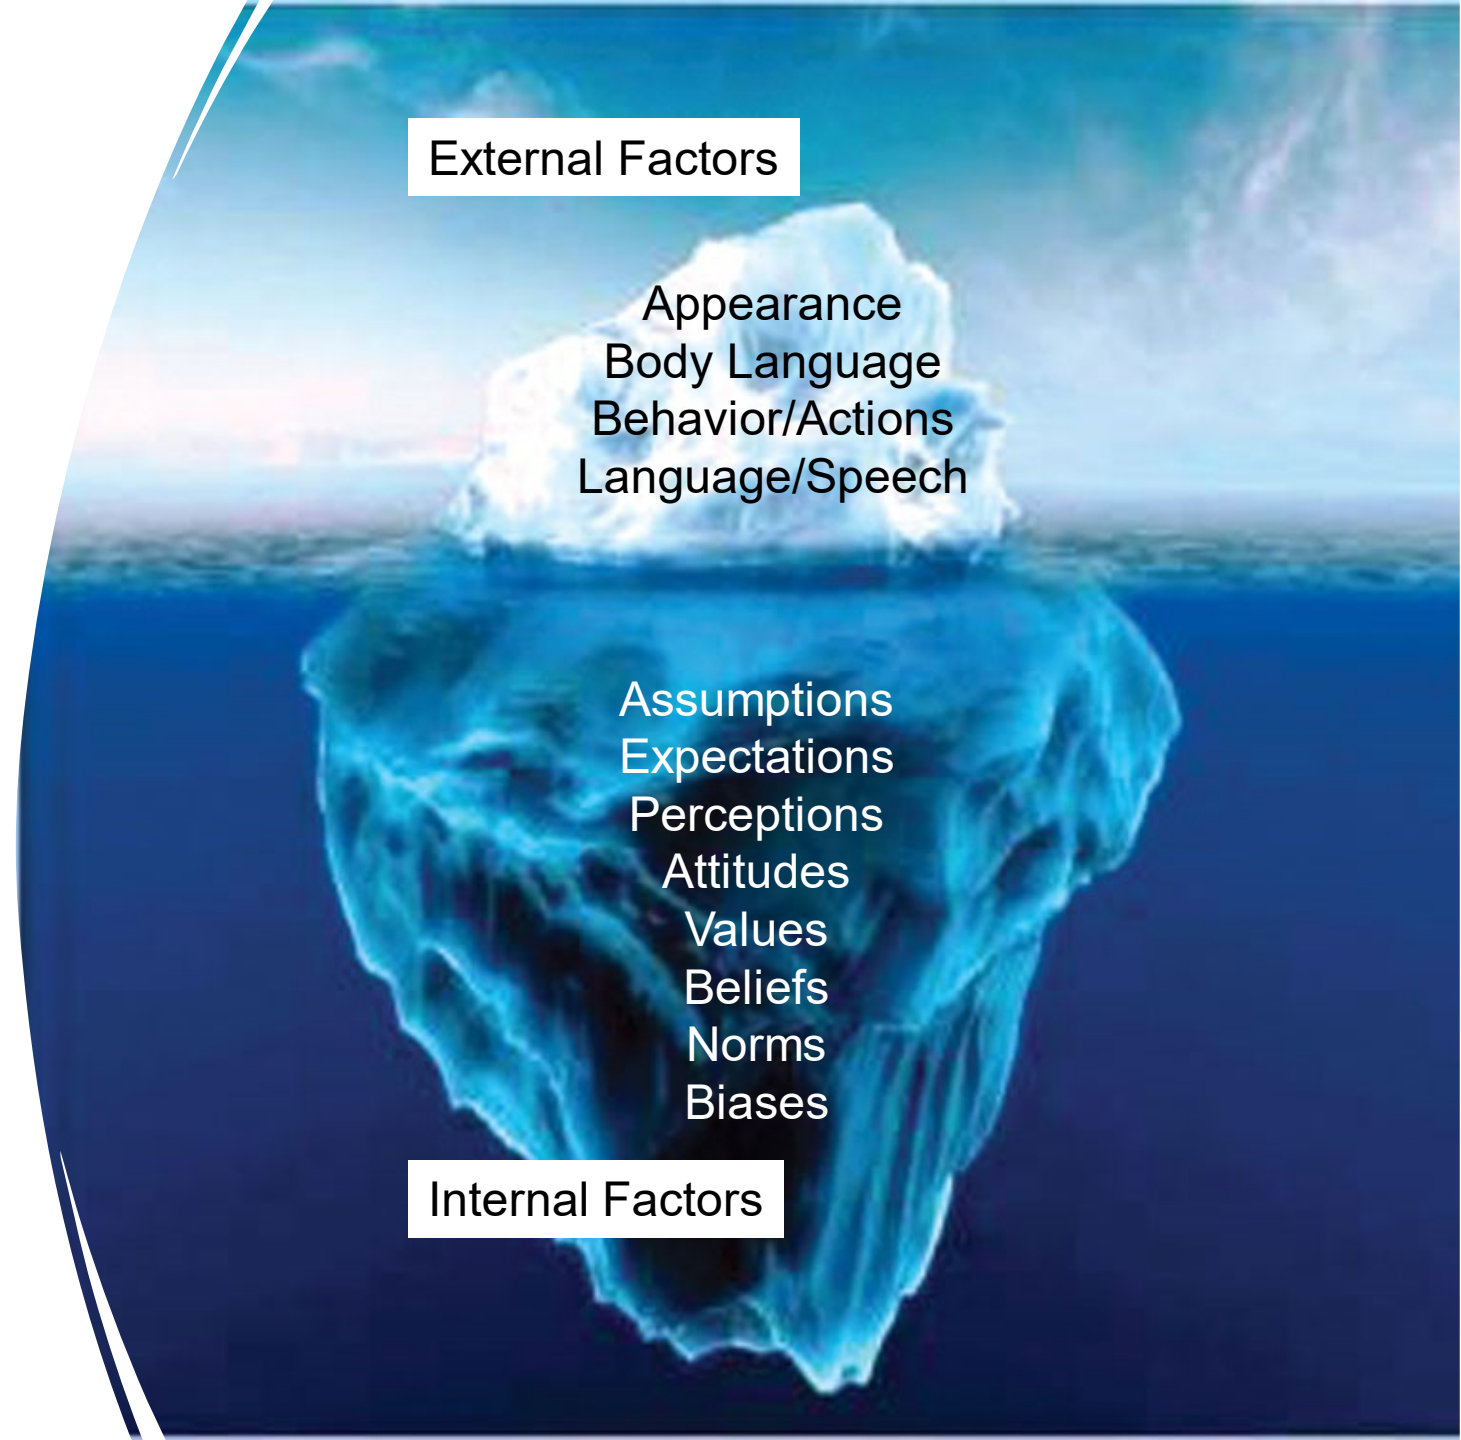 External Factors
Appearance
Body Language
Behavior/Actions
Language/Speech
Assumptions
Expectations
Perceptions
Attitudes
Values
Beliefs
Norms
Biases
Internal Factors